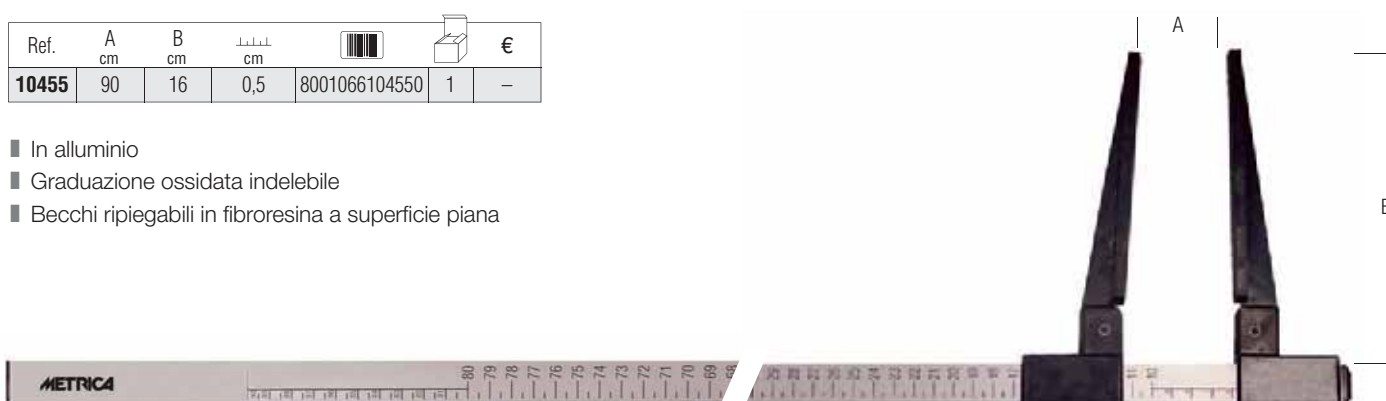 Ref. A B €
cm cm cm
10455 90 16 0,5 8001066104550 1 –
In alluminio
Graduazione ossidata indelebile
Becchi ripiegabili in fibroresina a superficie piana
A
B
METRICA
80 79 78 77 76 75 74 73 72 71 70 69 68